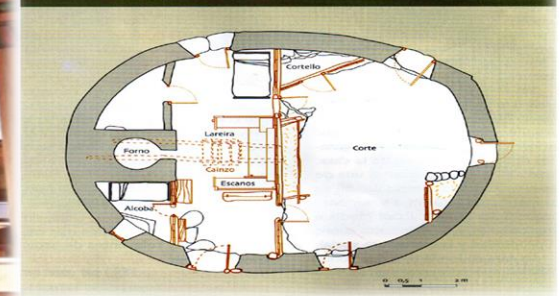 Cortello
Lareira
Corte
Forno
Cainzo
Escanos
Alcoba
0 0,5 1 2 m